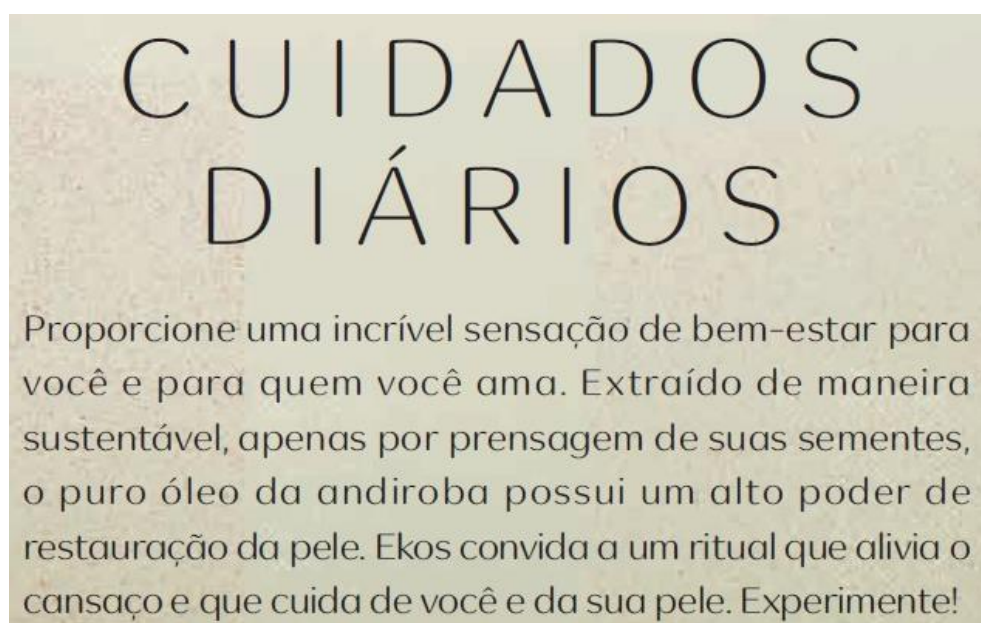 CUIDADOS
DIÁRIOS
Proporcione uma incrível sensação de bem-estar para
você e para quem você ama. Extraído de maneira
sustentável, apenas por prensagem de suas sementes,
o puro óleo da andiroba possui um alto poder de
restauração da pele. Ekos convida a um ritual que alivia o
cansaço e que cuida de você e da sua pele. Experimente!